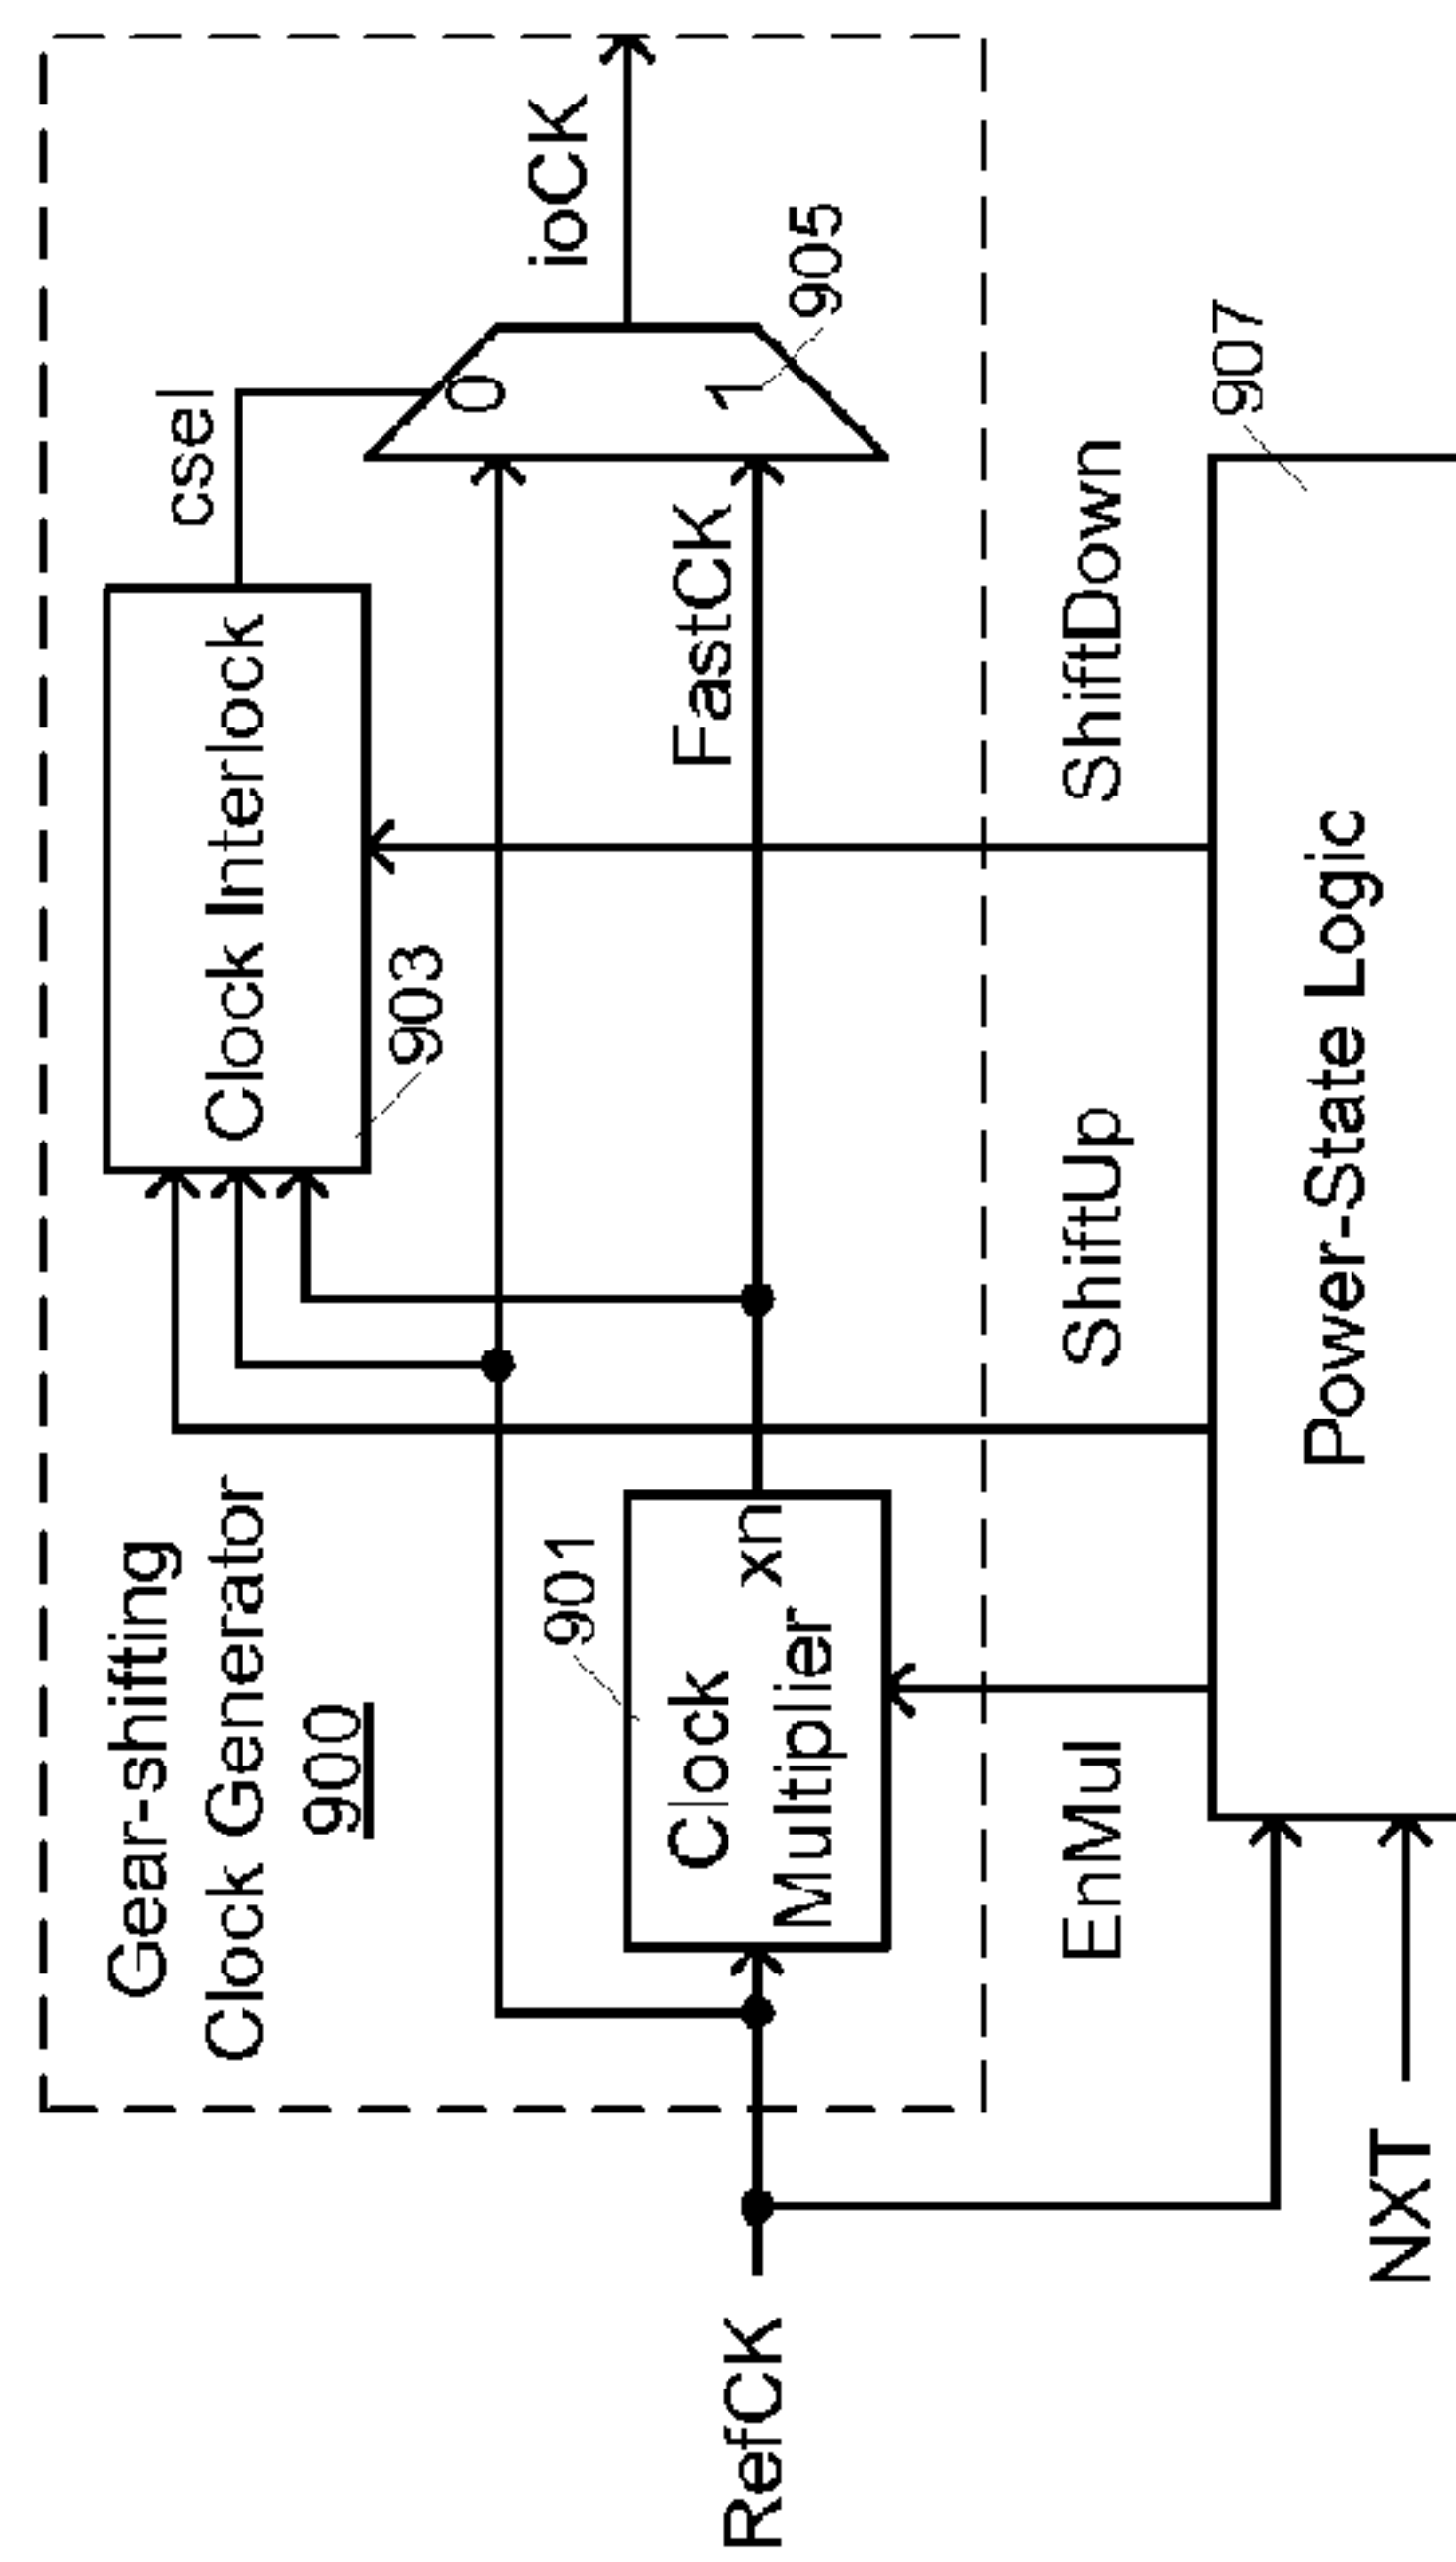 Gear-shifting
Clock Generator
900
Clock Interlock
903
csel
901
Clock
Multiplier
xn
FastCK
0
1
905
ioCK
RefCK
EnMul
ShiftUp
ShiftDown
907
Power-State Logic
NXT